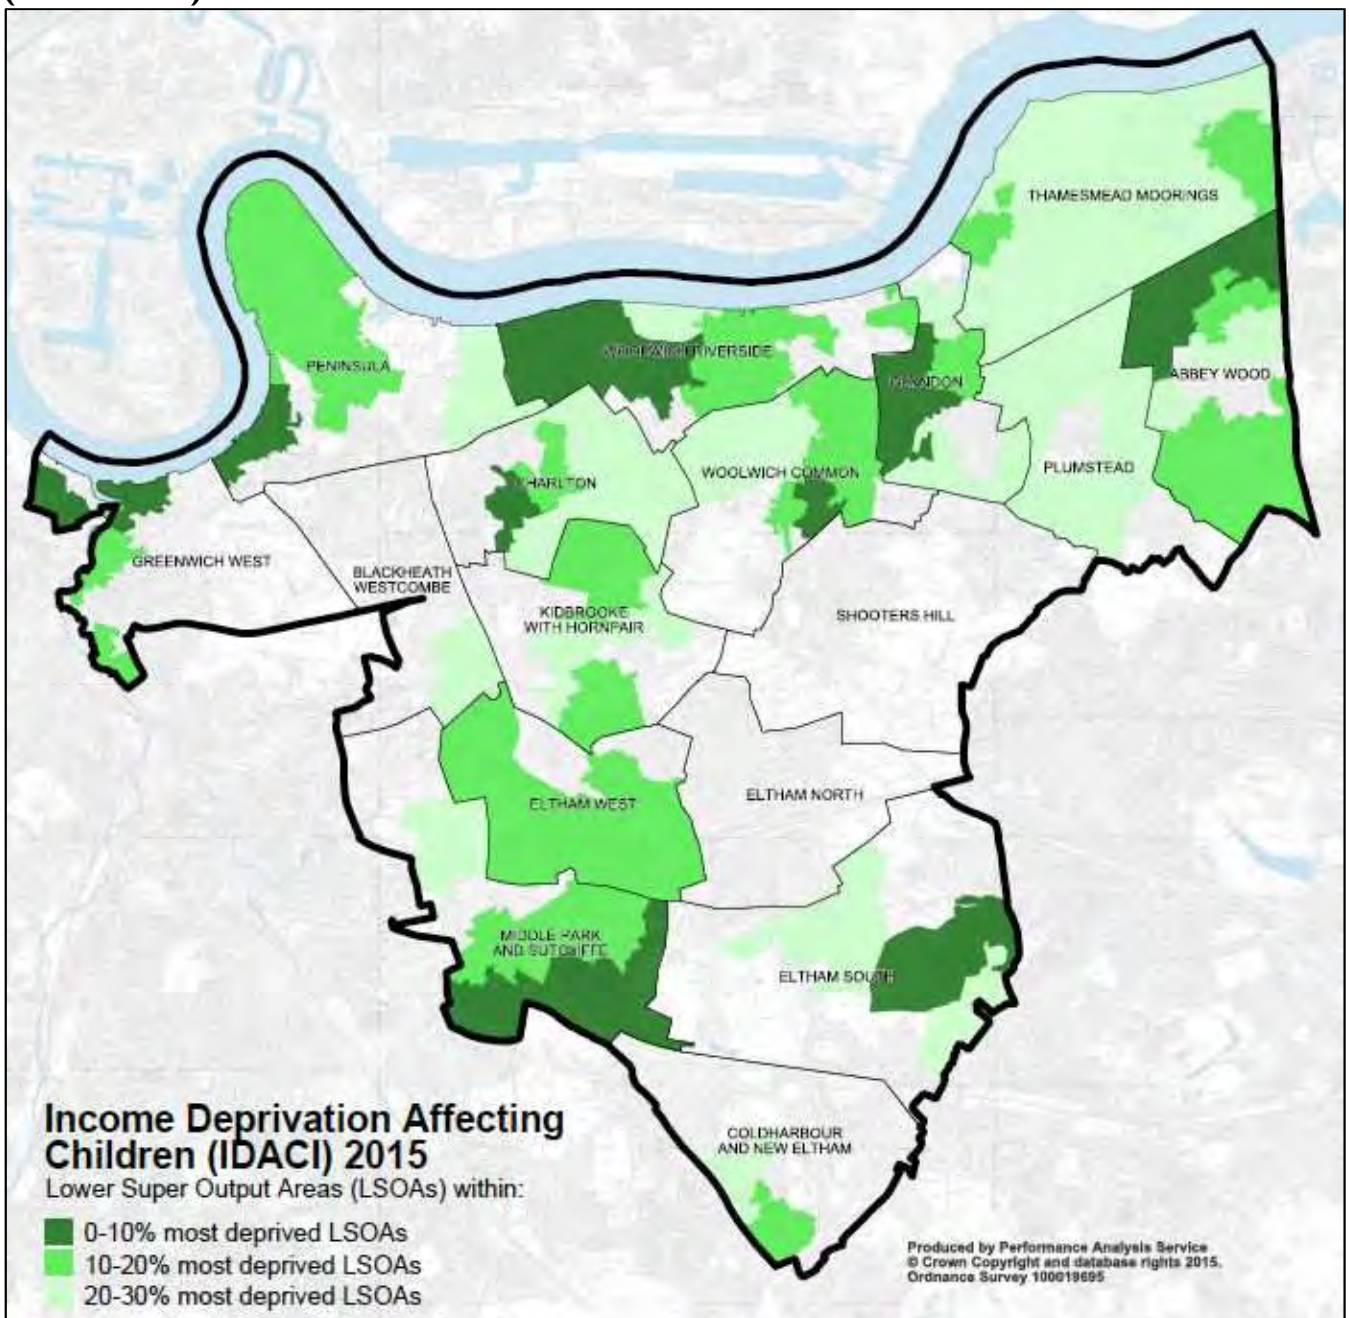 THAMESMEAD MOORINGS
WOOLWICH RIVERSIDE
PENINSULA
GLYNDON
ABBEY WOOD
CHARLTON
WOOLWICH COMMON
PLUMSTEAD
GREENWICH WEST
BLACKHEATH
WESTCOMBE
KIDBROOKE
WITH HORNFAIR
SHOOTERS HILL
ELTHAM WEST
ELTHAM NORTH
MIDDLE PARK
AND SUTCLIFFE
ELTHAM SOUTH
COLDHARBOUR
AND NEW ELTHAM
Income Deprivation Affecting
Children (IDACI) 2015
Lower Super Output Areas (LSOAs) within:
0-10% most deprived LSOAs
10-20% most deprived LSOAs
20-30% most deprived LSOAs
Produced by Performance Analysis Service
© Crown Copyright and database rights 2015.
Ordnance Survey 100019695